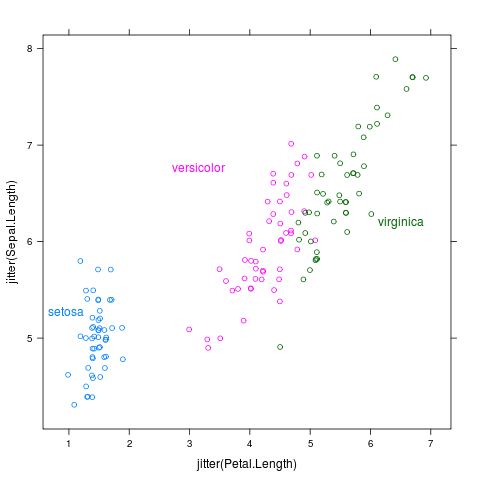 8
7
6
5
jitter(Sepal.Length)
versicolor
virginica
setosa
1 2 3 4 5 6 7
jitter(Petal.Length)